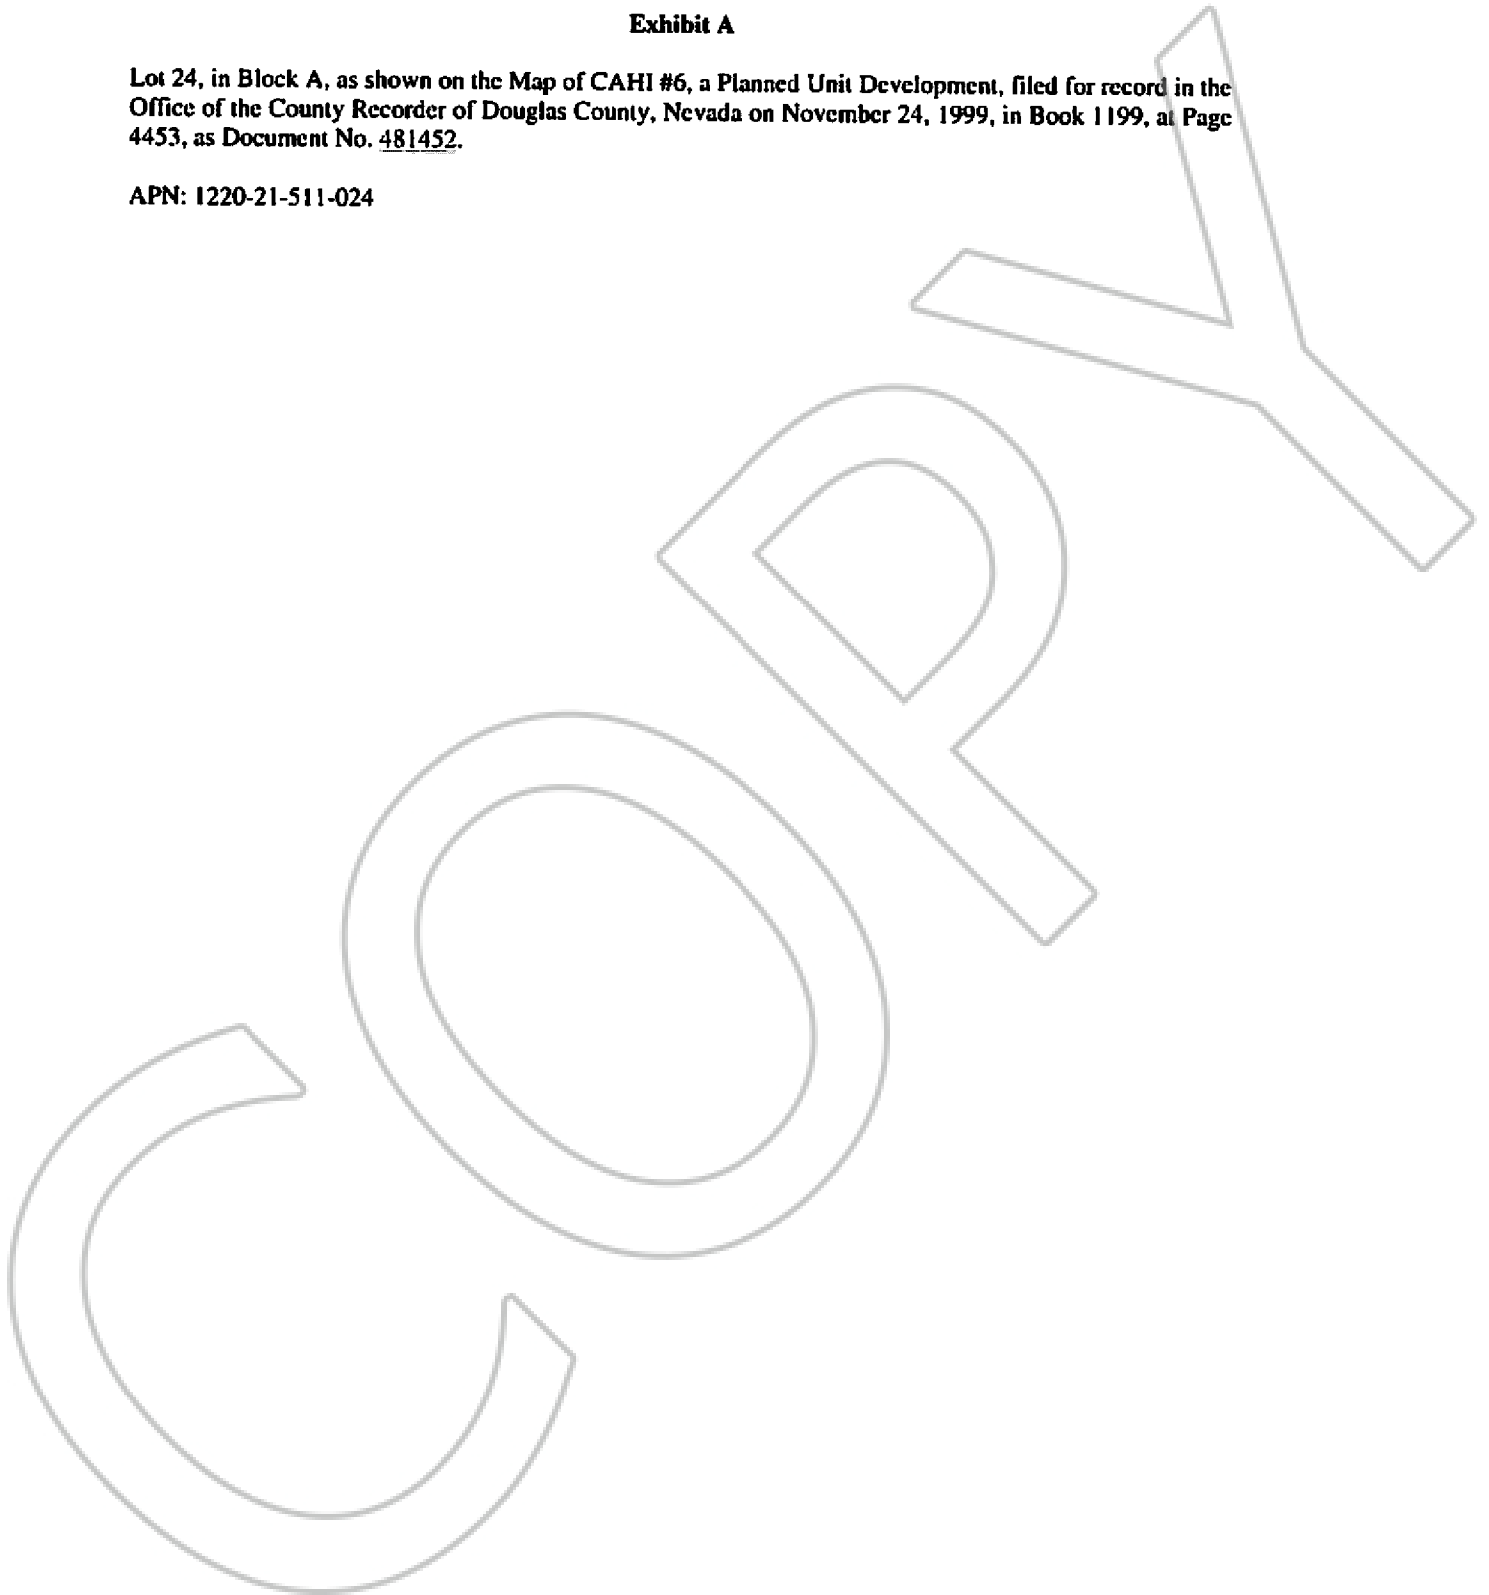 Exhibit A
Lot 24, in Block A, as shown on the Map of CAHI #6, a Planned Unit Development, filed for record in the
Office of the County Recorder of Douglas County, Nevada on November 24, 1999, in Book 1199, at Page
4453, as Document No. 481452.
APN: 1220-21-511-024
COPY